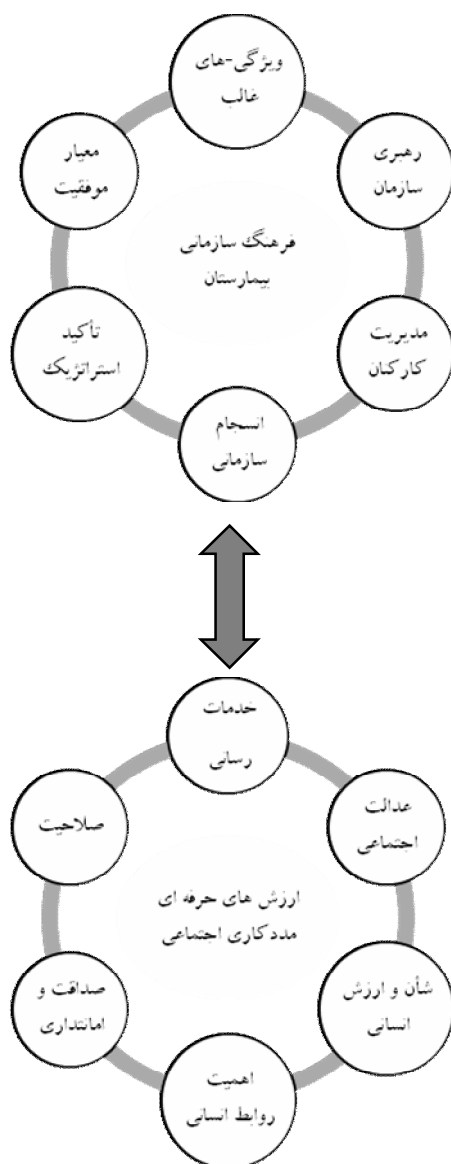 ویژگی-های
غالب
رهبری
سازمان
معیار
موفقیت
فرهنگ سازمانی
بیمارستان
مدیریت
کارکنان
تأکید
استراتژیک
انسجام
سازمانی
خدمات
رسانی
عدالت
اجتماعی
صلاحیت
ارزش های حرفه ای
مددکاری اجتماعی
شأن و ارزش
انسانی
صداقت و
امانتداری
اهمیت
روابط انسانی